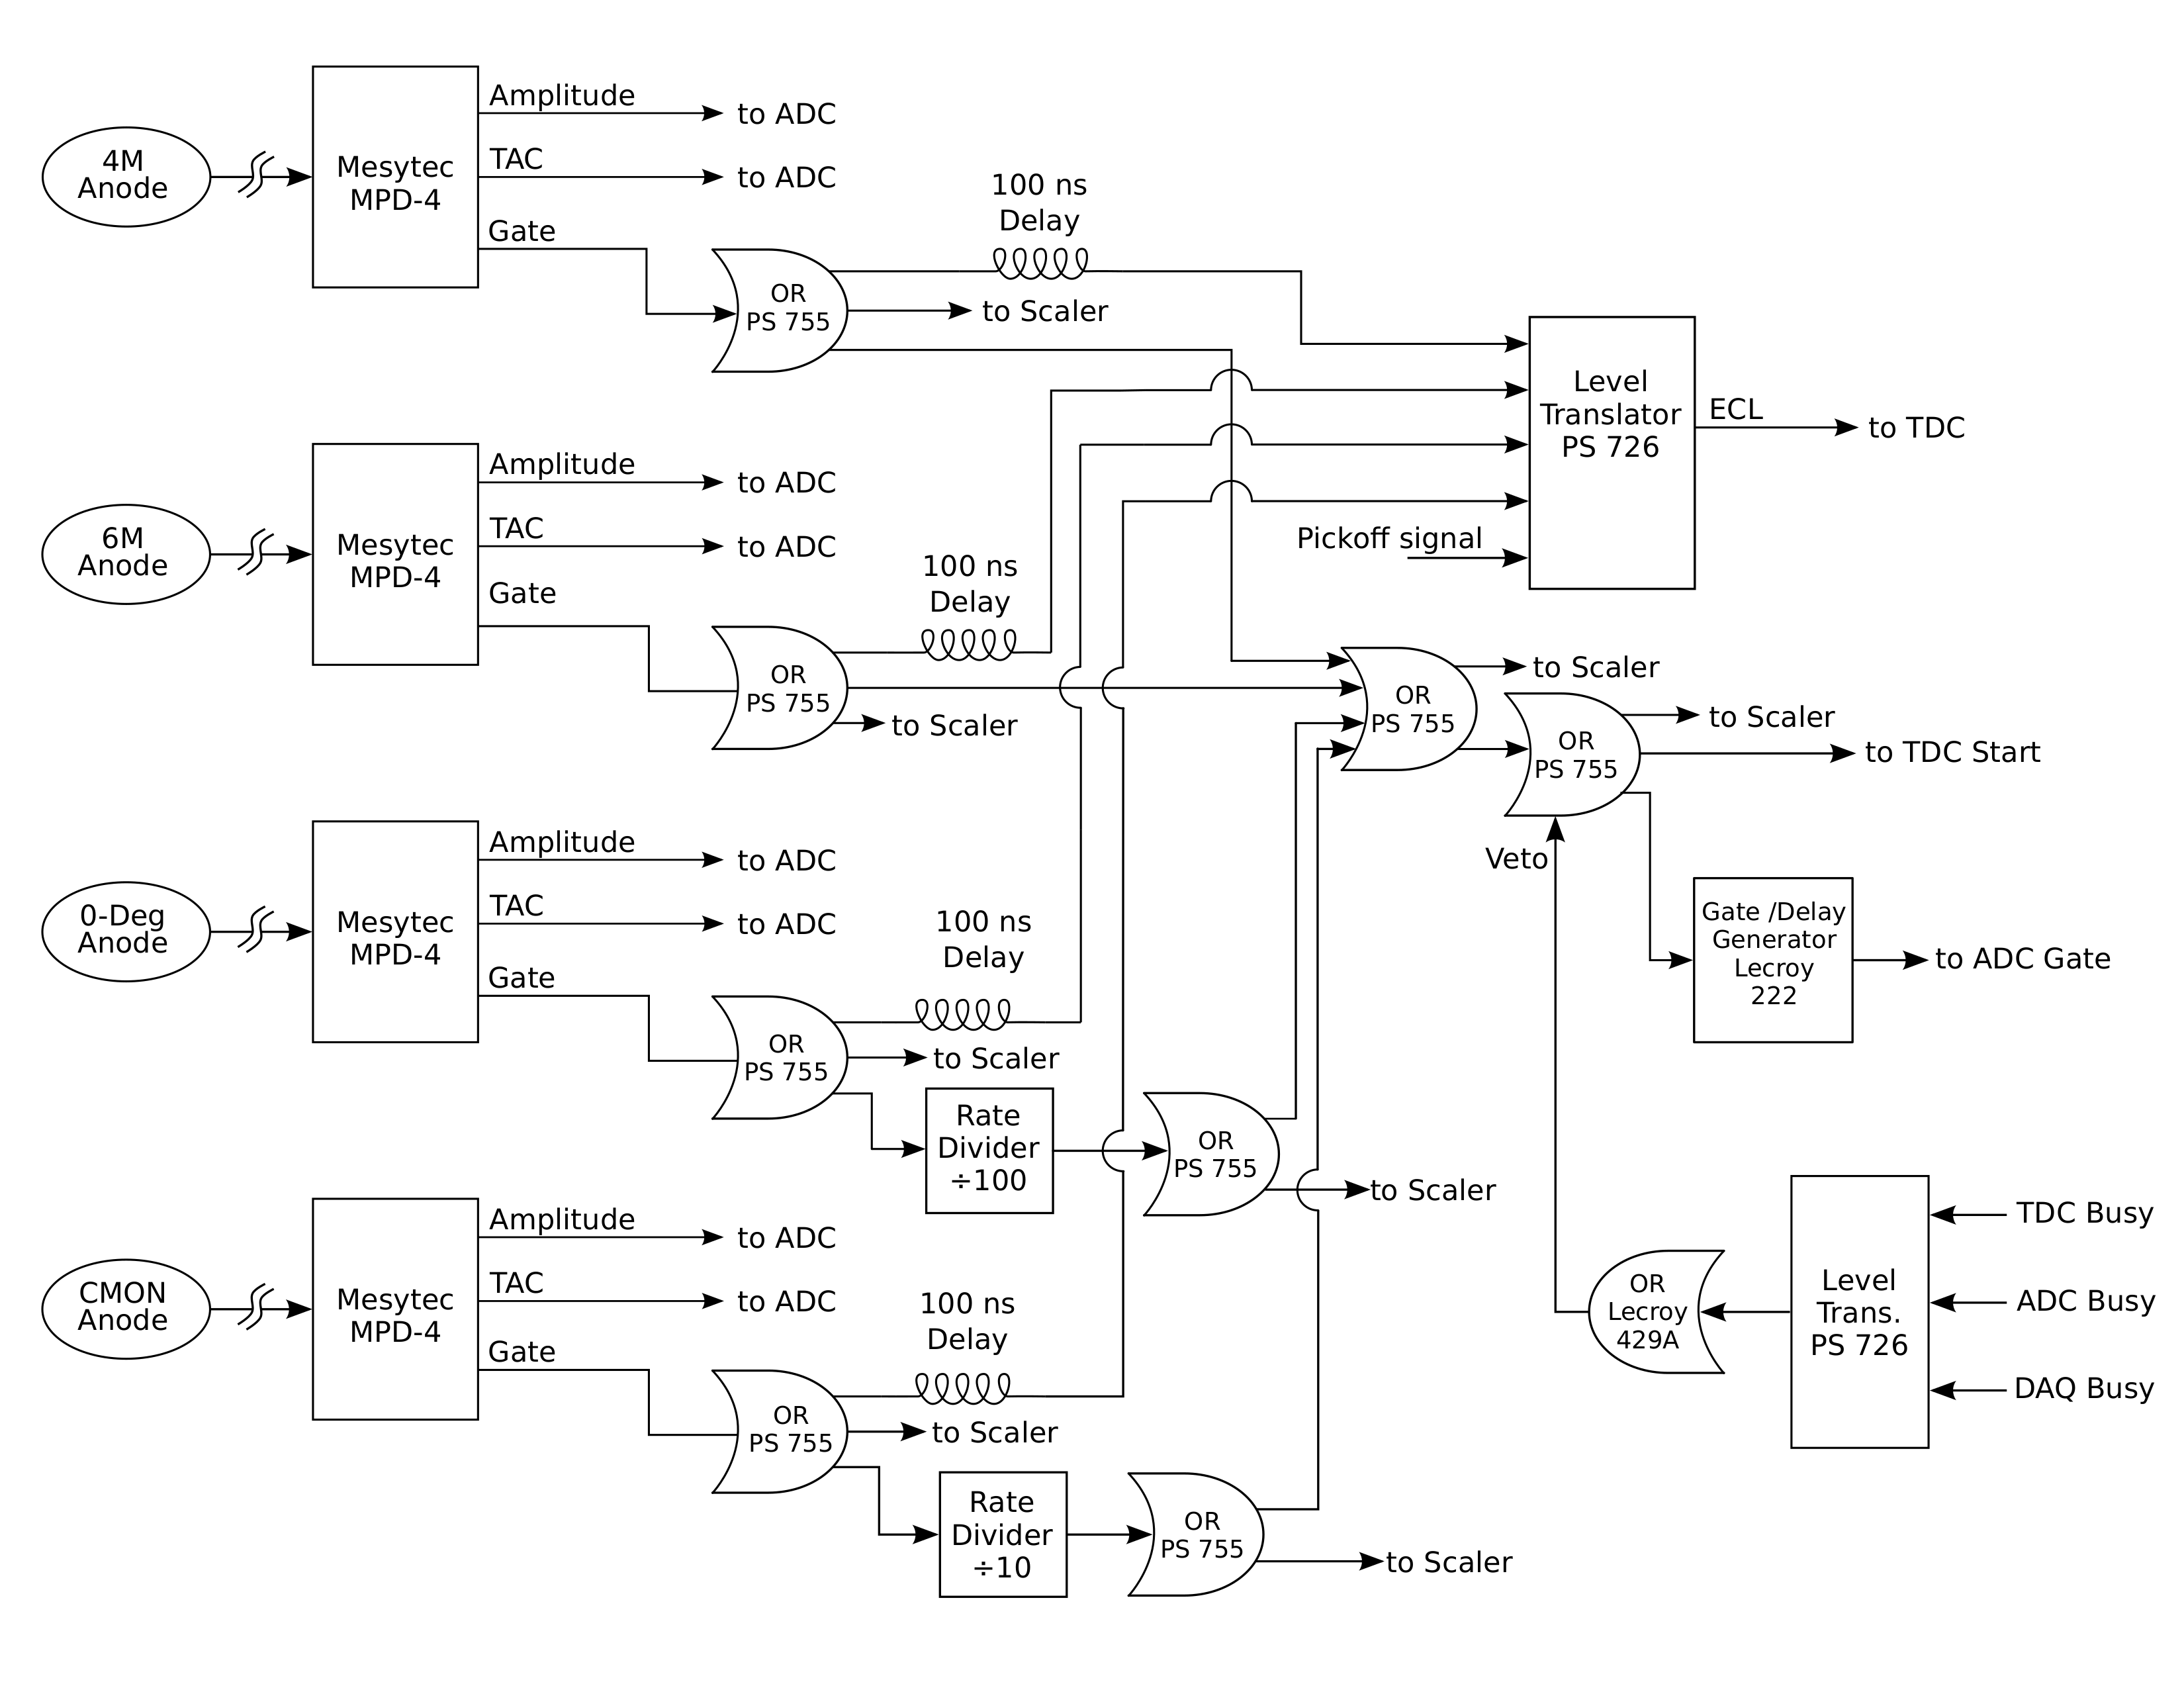 4M
Anode
Mesytec
MPD-4
Amplitude
to ADC
TAC
to ADC
Gate
OR
PS 755
100 ns
Delay
to Scaler
Level
Translator
PS 726
ECL
to TDC
Pickoff signal
6M
Anode
Mesytec
MPD-4
Amplitude
to ADC
TAC
to ADC
Gate
OR
PS 755
100 ns
Delay
to Scaler
OR
PS 755
to Scaler
OR
PS 755
to Scaler
to TDC Start
Veto
Gate /Delay
Generator
Lecroy
222
to ADC Gate
0-Deg
Anode
Mesytec
MPD-4
Amplitude
to ADC
TAC
to ADC
Gate
OR
PS 755
100 ns
Delay
to Scaler
Rate
Divider
÷100
OR
PS 755
to Scaler
CMON
Anode
Mesytec
MPD-4
Amplitude
to ADC
TAC
to ADC
Gate
OR
PS 755
100 ns
Delay
to Scaler
Rate
Divider
÷10
OR
PS 755
to Scaler
OR
Lecroy
429A
Level
Trans.
PS 726
TDC Busy
ADC Busy
DAQ Busy